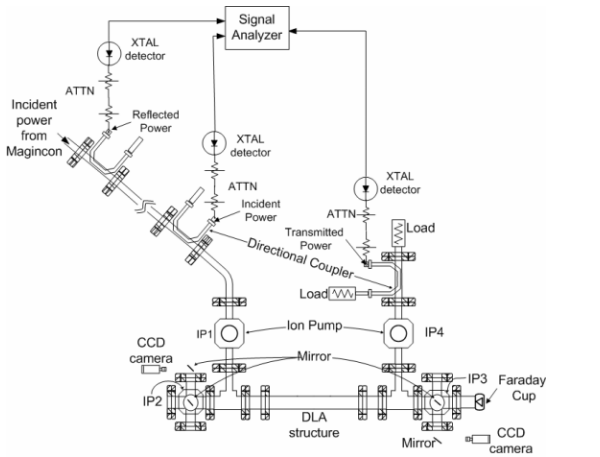 Signal
Analyzer
XTAL
detector
ATTN
Incident
power
from
Magincon
Reflected
Power
XTAL
detector
ATTN
Incident
Power
XTAL
detector
ATTN
Transmitted
Power
Load
Directional Coupler
Load
IP1
Ion Pump
IP4
CCD
camera
Mirror
IP2
IP3
Faraday
Cup
DLA
structure
Mirror
CCD
camera